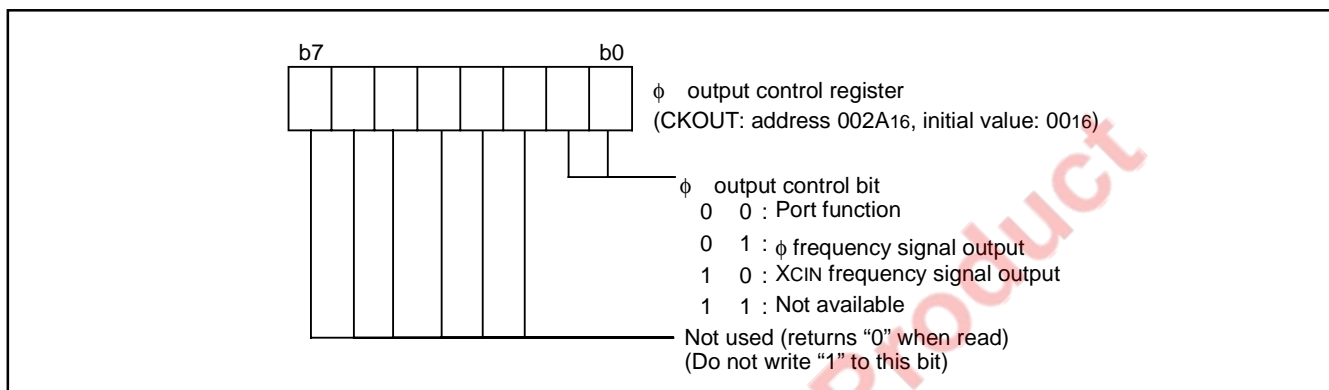 b7 b0
ϕ output control register
(CKOUT: address 002A16, initial value: 0016)
ϕ output control bit
0 0 : Port function
0 1 : ϕ frequency signal output
1 0 : XCIN frequency signal output
1 1 : Not available
Not used (returns “0” when read)
(Do not write “1” to this bit)
Product